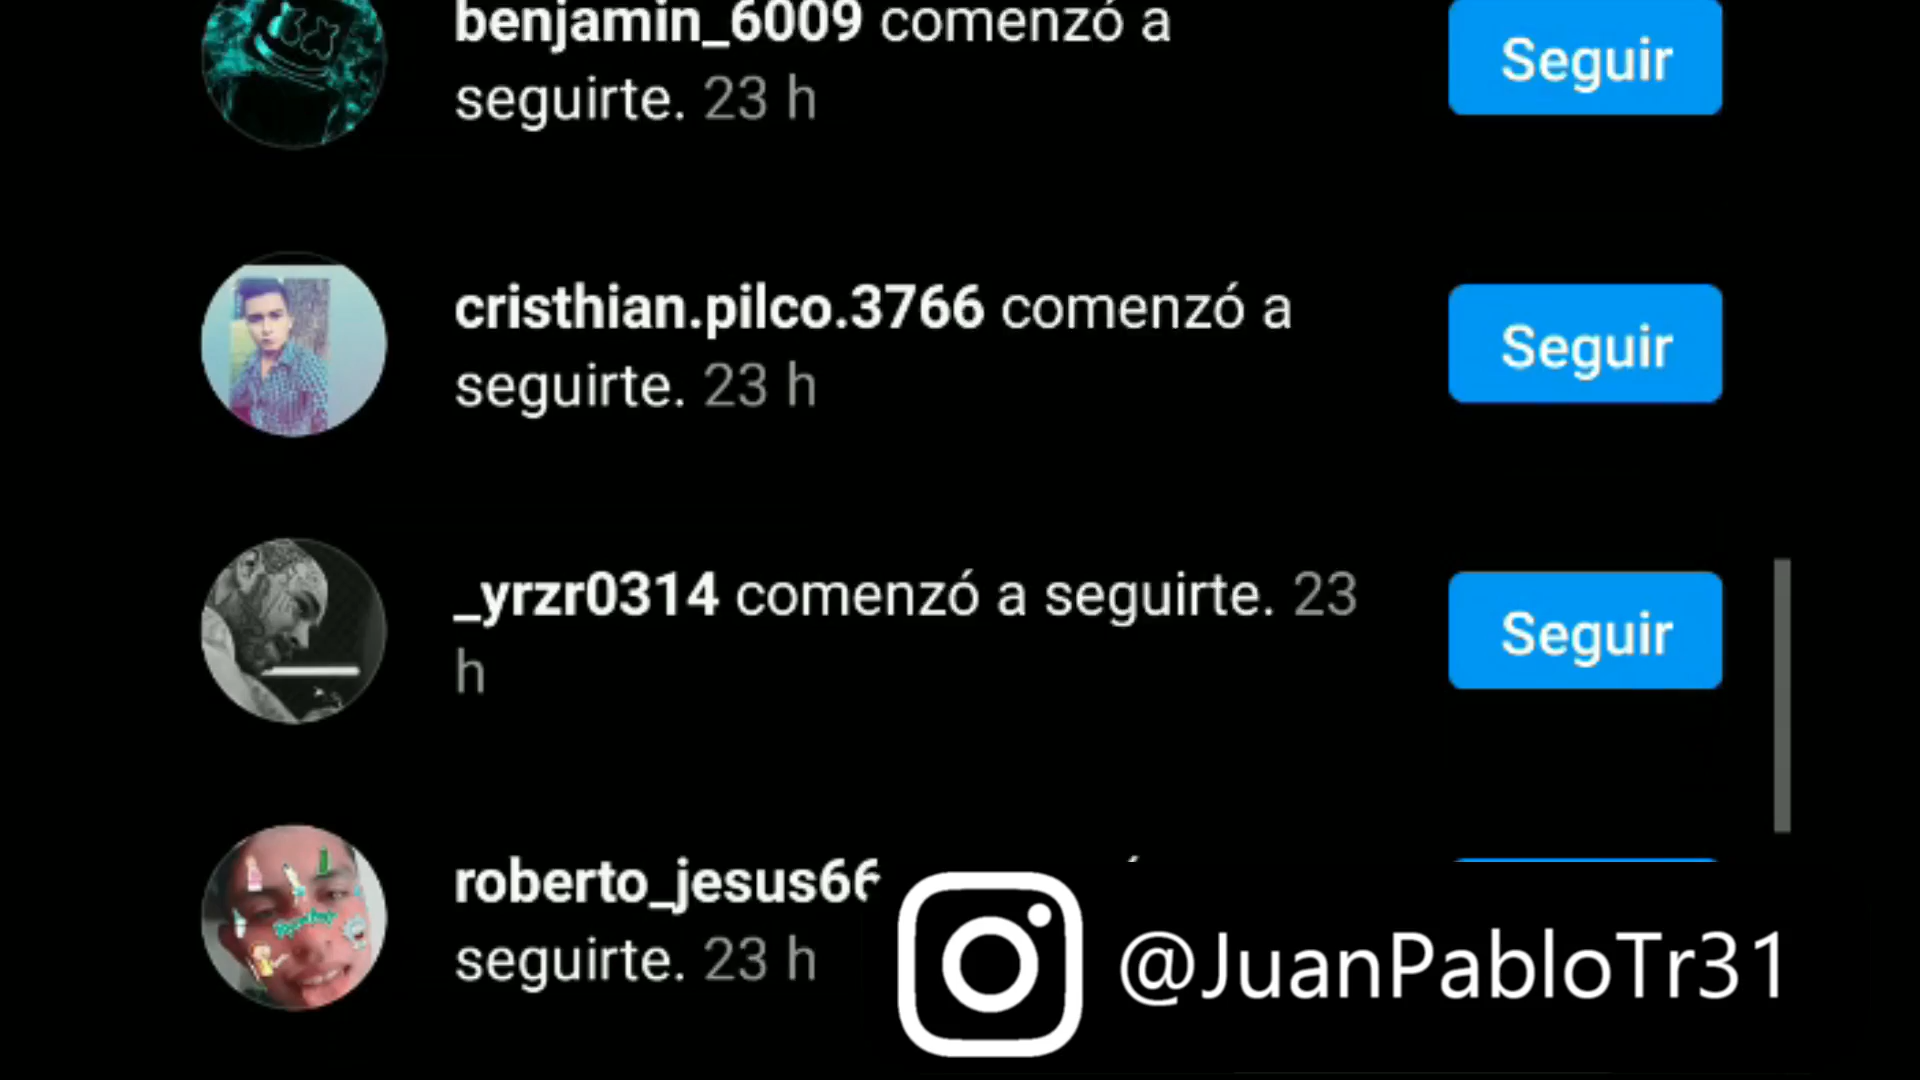 benjamin_6009 comenzó a
seguirte. 23 h
Seguir
cristhian.pilco.3766 comenzó a
seguirte. 23 h
Seguir
_yrzr0314 comenzó a seguirte. 23
h
Seguir
roberto_jesus66
seguirte. 23 h
@JuanPabloTr31